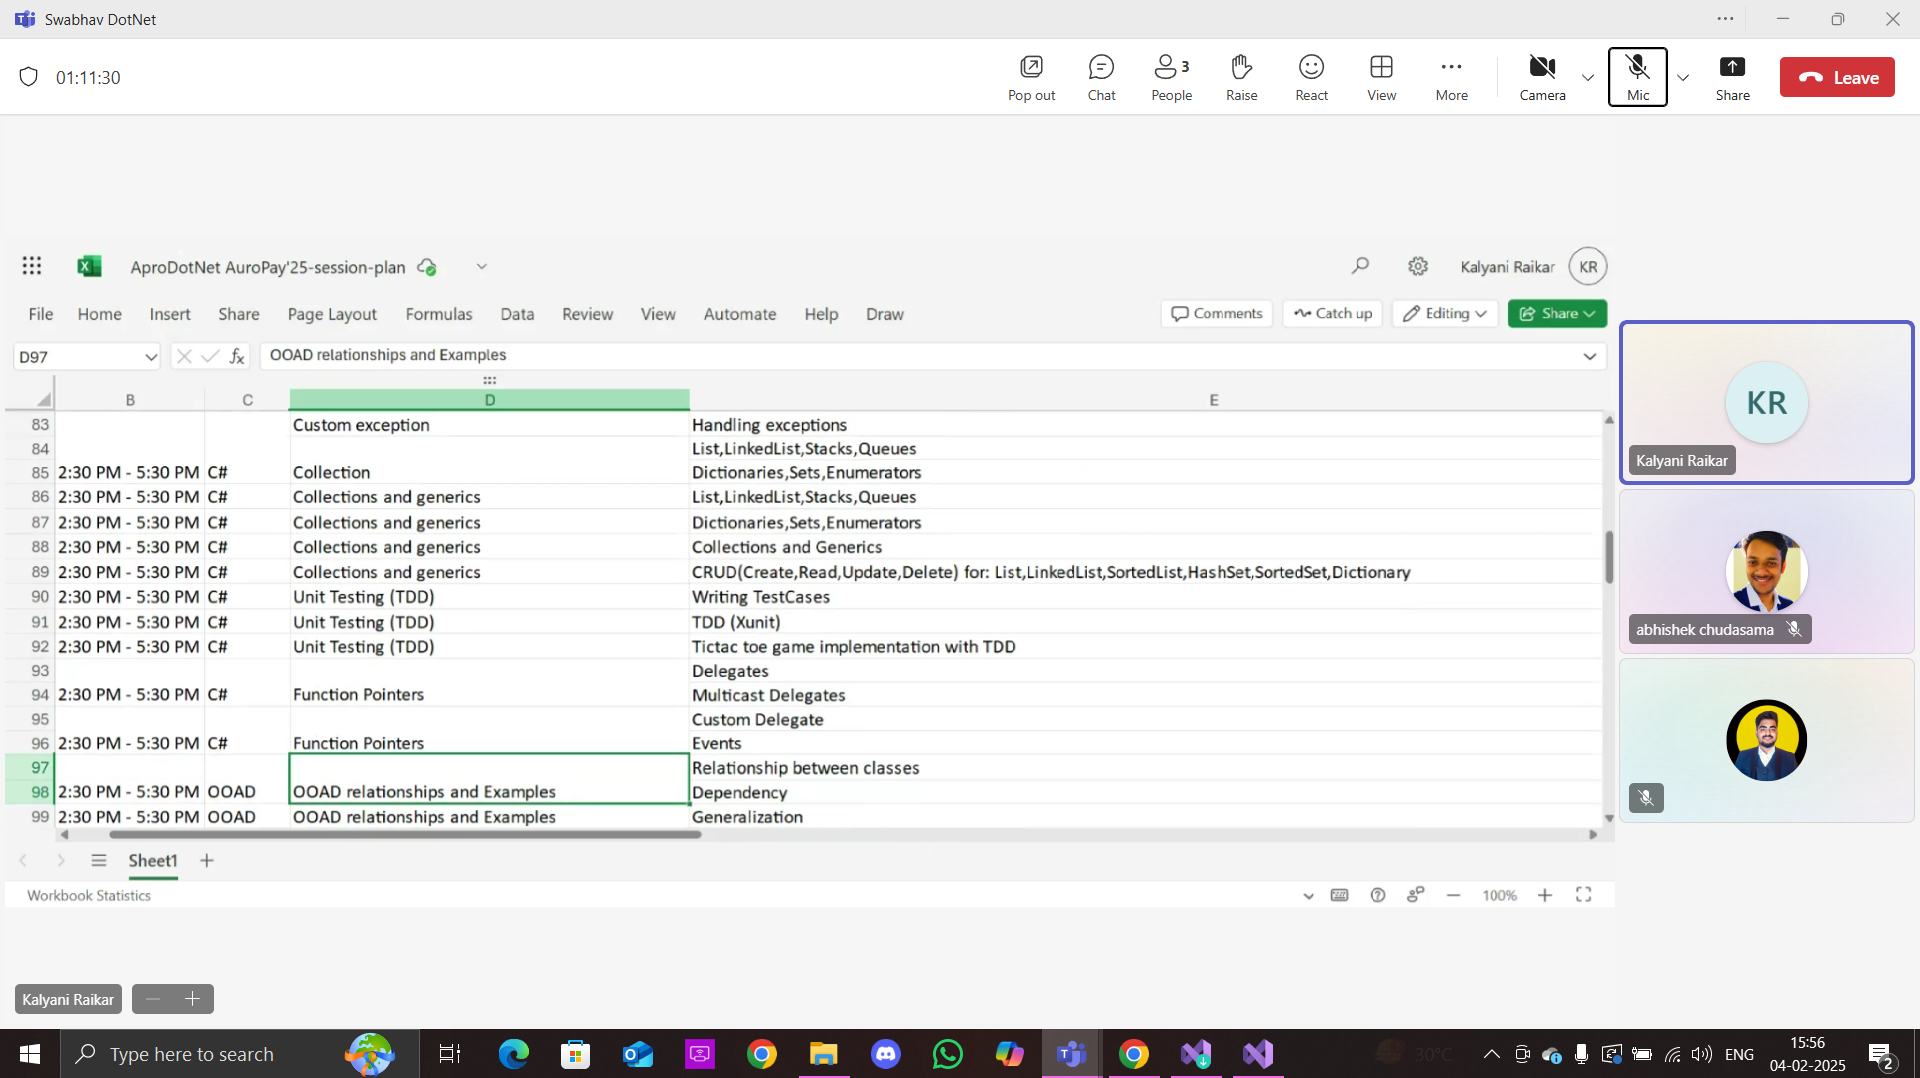 Swabhav DotNet
01:11:30
Pop out
Chat
3
People
Raise
React
View
More
Camera
Mic
Share
Leave
AproDotNet AuroPay'25-session-plan
Kalyani Raikar
KR
File
Home
Insert
Share
Page Layout
Formulas
Data
Review
View
Automate
Help
Draw
Comments
Catch up
Editing
Share
D97
fx
OOAD relationships and Examples
B C D E
83 Custom exception Handling exceptions
84 List,LinkedList,Stacks,Queues
85 2:30 PM - 5:30 PM C# Collection Dictionaries,Sets,Enumerators
86 2:30 PM - 5:30 PM C# Collections and generics List,LinkedList,Stacks,Queues
87 2:30 PM - 5:30 PM C# Collections and generics Dictionaries,Sets,Enumerators
88 2:30 PM - 5:30 PM C# Collections and generics Collections and Generics
89 2:30 PM - 5:30 PM C# Collections and generics CRUD(Create,Read,Update,Delete) for: List,LinkedList,SortedList,HashSet,SortedSet,Dictionary
90 2:30 PM - 5:30 PM C# Unit Testing (TDD) Writing TestCases
91 2:30 PM - 5:30 PM C# Unit Testing (TDD) TDD (Xunit)
92 2:30 PM - 5:30 PM C# Unit Testing (TDD) Tictac toe game implementation with TDD
93 Delegates
94 2:30 PM - 5:30 PM C# Function Pointers Multicast Delegates
95 Custom Delegate
96 2:30 PM - 5:30 PM C# Function Pointers Events
97 Relationship between classes
98 2:30 PM - 5:30 PM OOAD OOAD relationships and Examples Dependency
99 2:30 PM - 5:30 PM OOAD OOAD relationships and Examples Generalization
Sheet1
Workbook Statistics
100%
KR
Kalyani Raikar
abhishek chudasama
Kalyani Raikar
Type here to search
30°C
ENG
15:56
04-02-2025
2